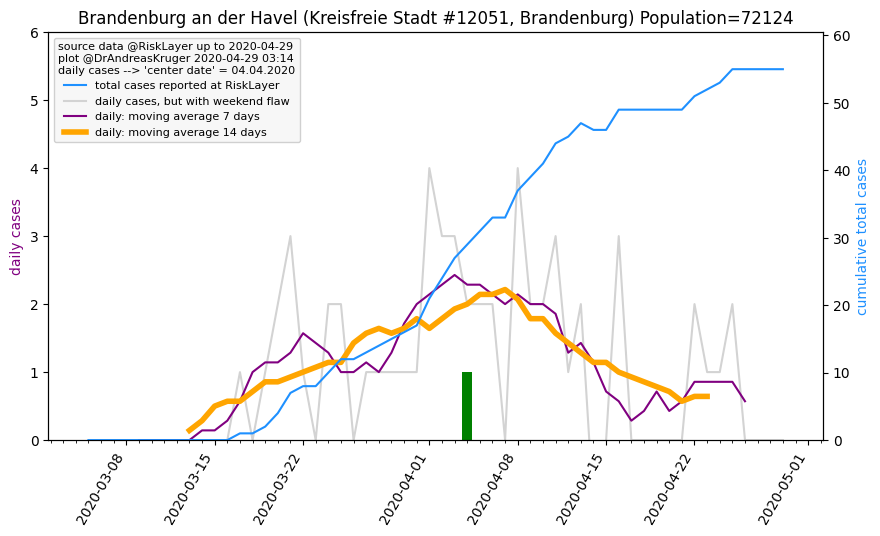 Brandenburg an der Havel (Kreisfreie Stadt #12051, Brandenburg) Population=72124
source data @RiskLayer up to 2020-04-29
plot @DrAndreasKruger 2020-04-29 03:14
daily cases --> 'center date' = 04.04.2020
total cases reported at RiskLayer
daily cases, but with weekend flaw
daily: moving average 7 days
daily: moving average 14 days
daily cases
6
5
4
3
2
1
0
60
50
40
30
20
10
0
cumulative total cases
2020-03-08
2020-03-15
2020-03-22
2020-04-01
2020-04-08
2020-04-15
2020-04-22
2020-05-01